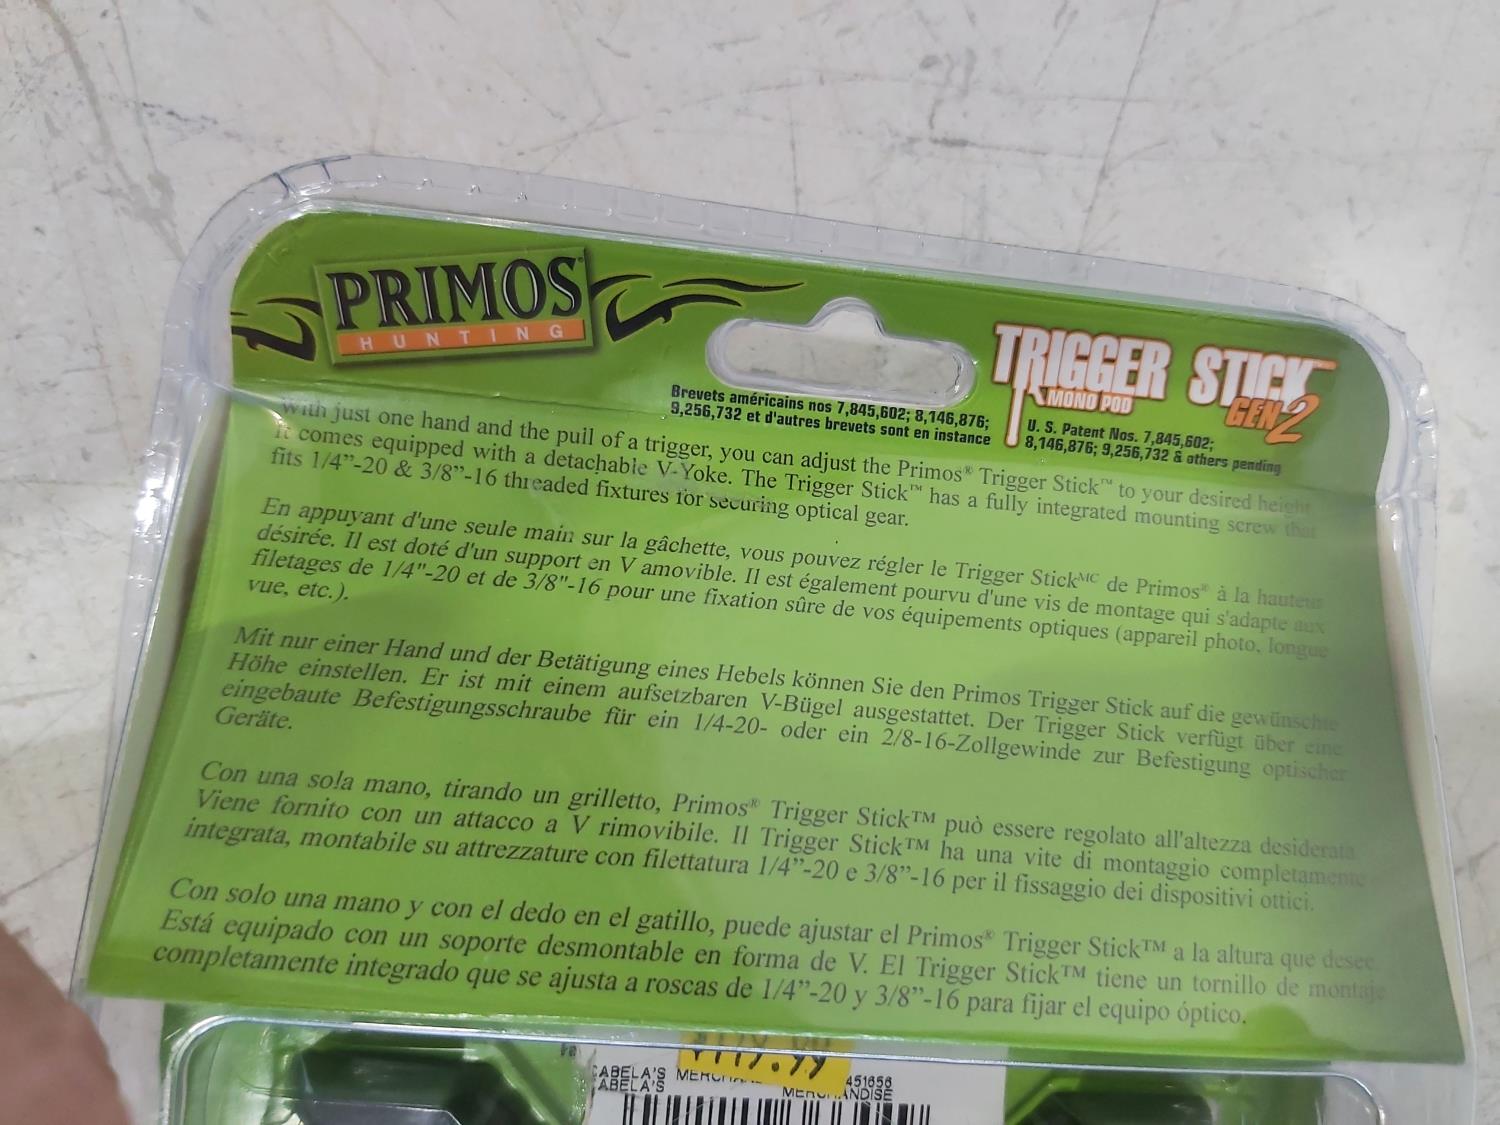 PRIMOS®
HUNTING
TRIGGER STICK™
MONO POD
GEN 2
Brevets américains nos 7,845,602; 8,146,876;
9,256,732 et d'autres brevets sont en instance
U. S. Patent Nos. 7,845,602;
8,146,876; 9,256,732 & others pending
With just one hand and the pull of a trigger, you can adjust the Primos® Trigger Stick™ to your desired height
It comes equipped with a detachable V-Yoke. The Trigger Stick™ has a fully integrated mounting screw that
fits 1/4”-20 & 3/8”-16 threaded fixtures for securing optical gear.
En appuyant d'une seule main sur la gâchette, vous pouvez régler le Trigger Stickᴹᶜ de Primos® à la hauteur
désirée. Il est doté d'un support en V amovible. Il est également pourvu d'une vis de montage qui s'adapte aux
filetages de 1/4"-20 et de 3/8"-16 pour une fixation sûre de vos équipements optiques (appareil photo, longue
vue, etc.).
Mit nur einer Hand und der Betätigung eines Hebels können Sie den Primos Trigger Stick auf die gewünschte
Höhe einstellen. Er ist mit einem aufsetzbaren V-Bügel ausgestattet. Der Trigger Stick verfügt über eine
eingebaute Befestigungsschraube für ein 1/4-20- oder ein 2/8-16-Zollgewinde zur Befestigung optischer
Geräte.
Con una sola mano, tirando un grilletto, Primos® Trigger Stick™ può essere regolato all'altezza desiderata
Viene fornito con un attacco a V rimovibile. Il Trigger Stick™ ha una vite di montaggio completamente
integrata, montabile su attrezzature con filettatura 1/4”-20 e 3/8”-16 per il fissaggio dei dispositivi ottici.
Con solo una mano y con el dedo en el gatillo, puede ajustar el Primos® Trigger Stick™ a la altura que desee
Está equipado con un soporte desmontable en forma de V. El Trigger Stick™ tiene un tornillo de montaje
completamente integrado que se ajusta a roscas de 1/4”-20 y 3/8”-16 para fijar el equipo óptico.
CABELA'S
CABELA'S MERCHANDISE
451656